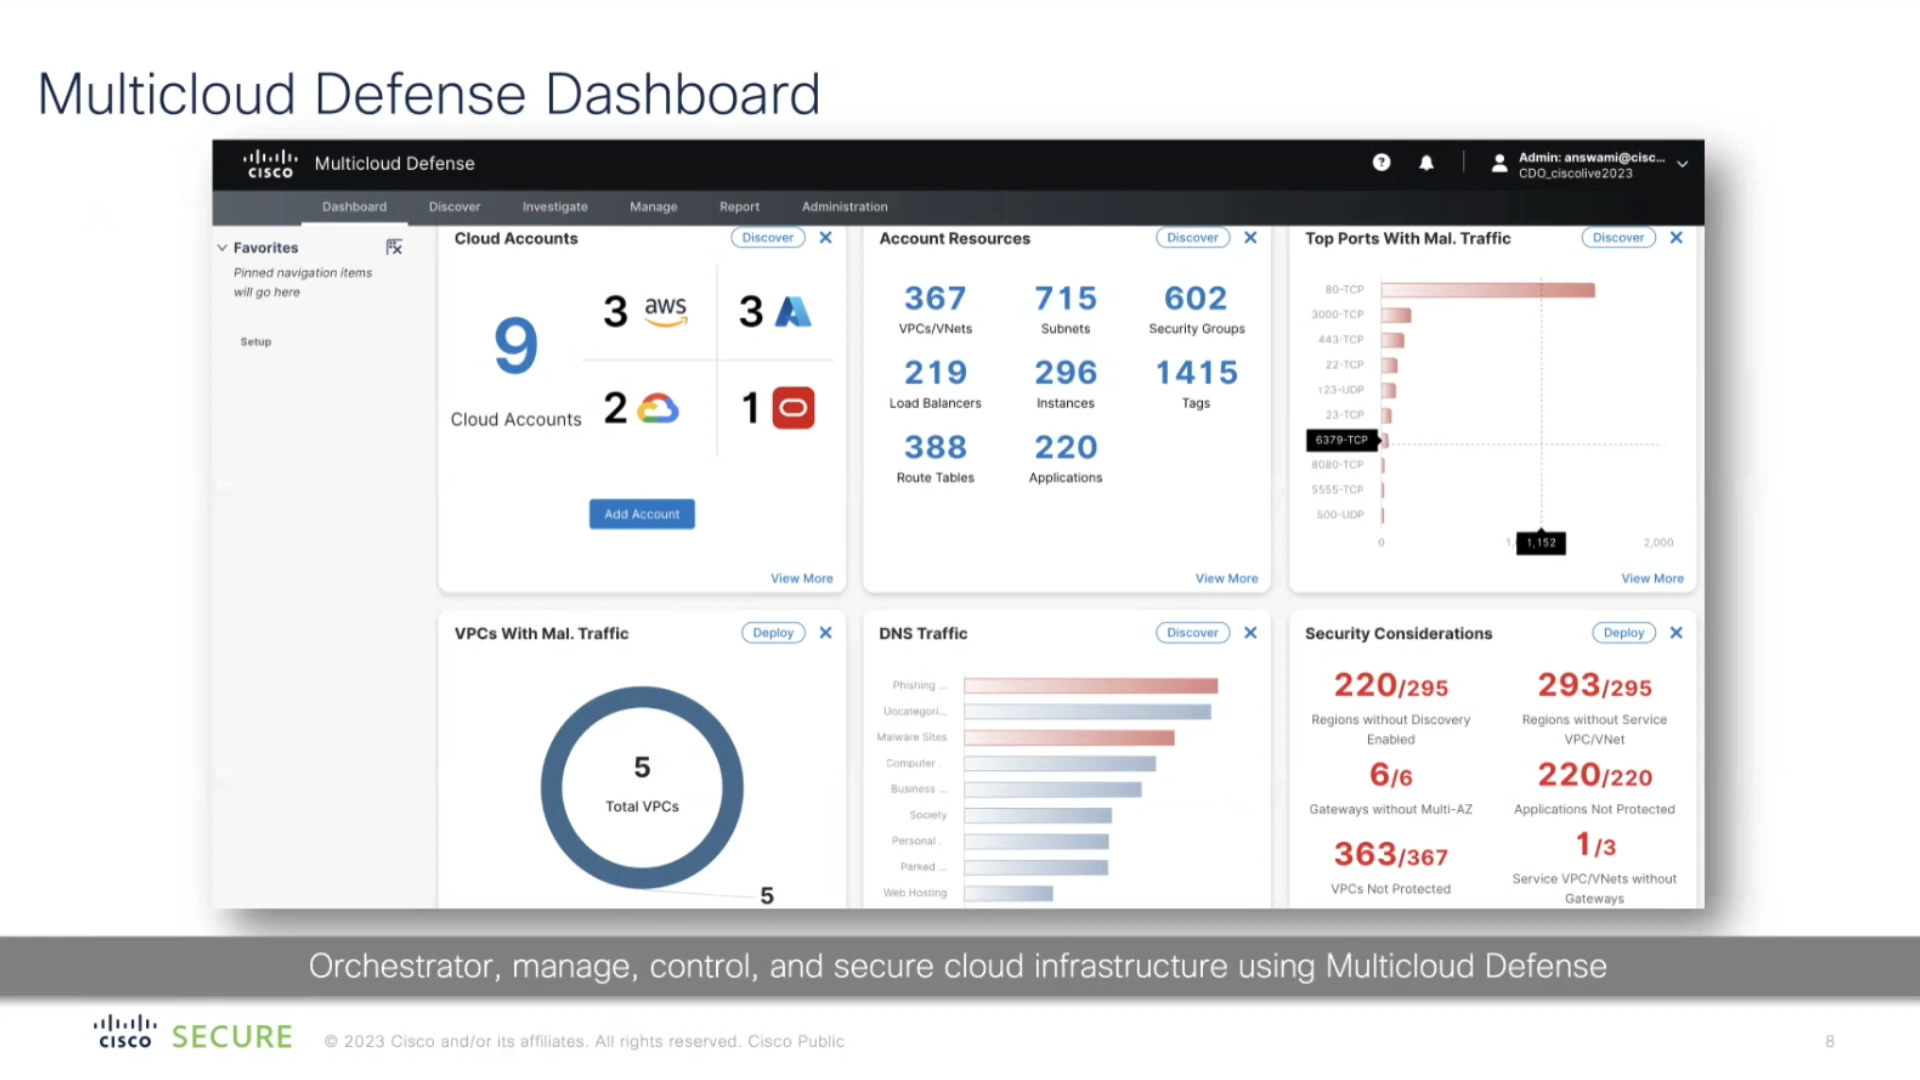 Multicloud Defense Dashboard
CISCO
Multicloud Defense
?
Admin: answami@cisc...
CDO_ciscolive2023
Dashboard
Discover
Investigate
Manage
Report
Administration
Favorites
Pinned navigation items
will go here
Setup
Cloud Accounts
Discover
9
Cloud Accounts
3 aws
3
2
1
Add Account
View More
Account Resources
Discover
367
VPCs/VNets
715
Subnets
602
Security Groups
219
Load Balancers
296
Instances
1415
Tags
388
Route Tables
220
Applications
View More
Top Ports With Mal. Traffic
Discover
80-TCP
3000-TCP
443-TCP
22-TCP
123-UDP
23-TCP
6379-TCP
8080-TCP
5555-TCP
500-UDP
0
1,152
2,000
View More
VPCs With Mal. Traffic
Deploy
5
Total VPCs
5
DNS Traffic
Discover
Phishing ...
Uncategori...
Malware Sites
Computer .
Business ...
Society
Personal .
Parked ...
Web Hosting
Security Considerations
Deploy
220/295
Regions without Discovery
Enabled
293/295
Regions without Service
VPC/VNet
6/6
Gateways without Multi-AZ
220/220
Applications Not Protected
363/367
VPCs Not Protected
1/3
Service VPC/VNets without
Gateways
Orchestrator, manage, control, and secure cloud infrastructure using Multicloud Defense
CISCO SECURE
© 2023 Cisco and/or its affiliates. All rights reserved. Cisco Public
8